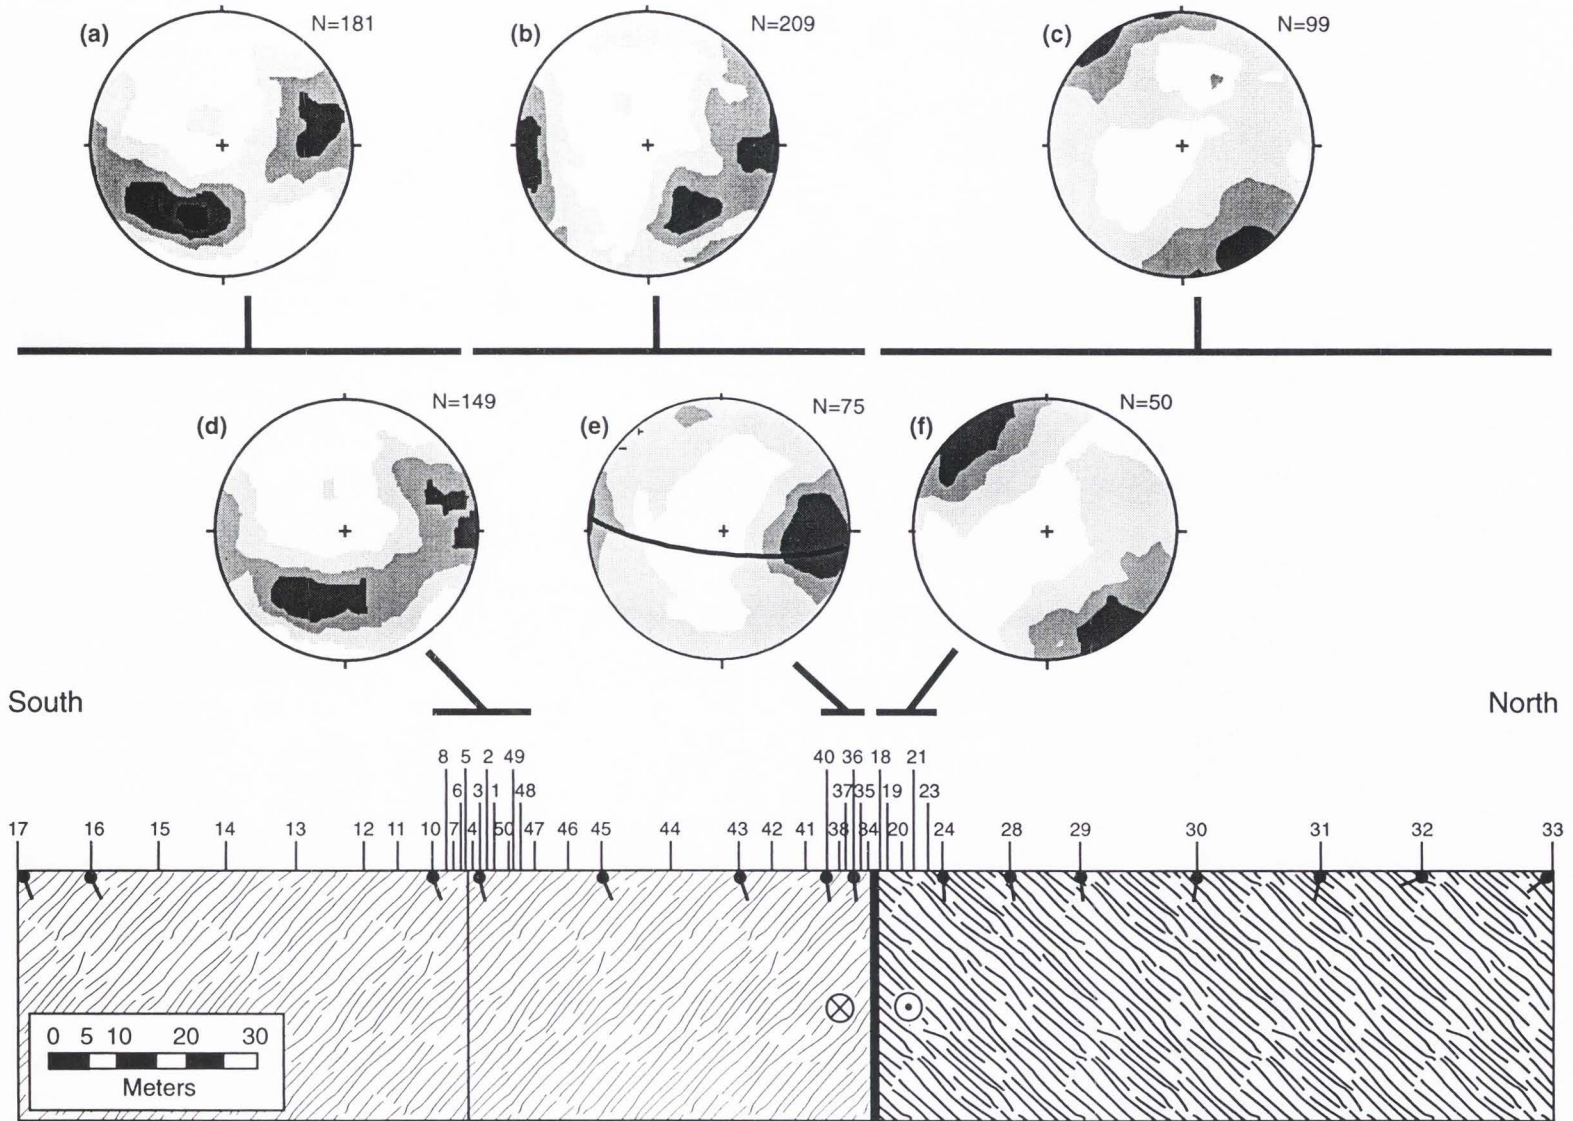 (a) N=181 (b) N=209 (c) N=99
(d) N=149 (e) N=75 (f) N=50
South North
8 5 2 49 40 36 18 21
6 3 1 48 37 35 19 23
17 16 15 14 13 12 11 10 7 4 50 47 46 45 44 43 42 41 38 34 20 24 28 29 30 31 32 33
0 5 10 20 30
Meters